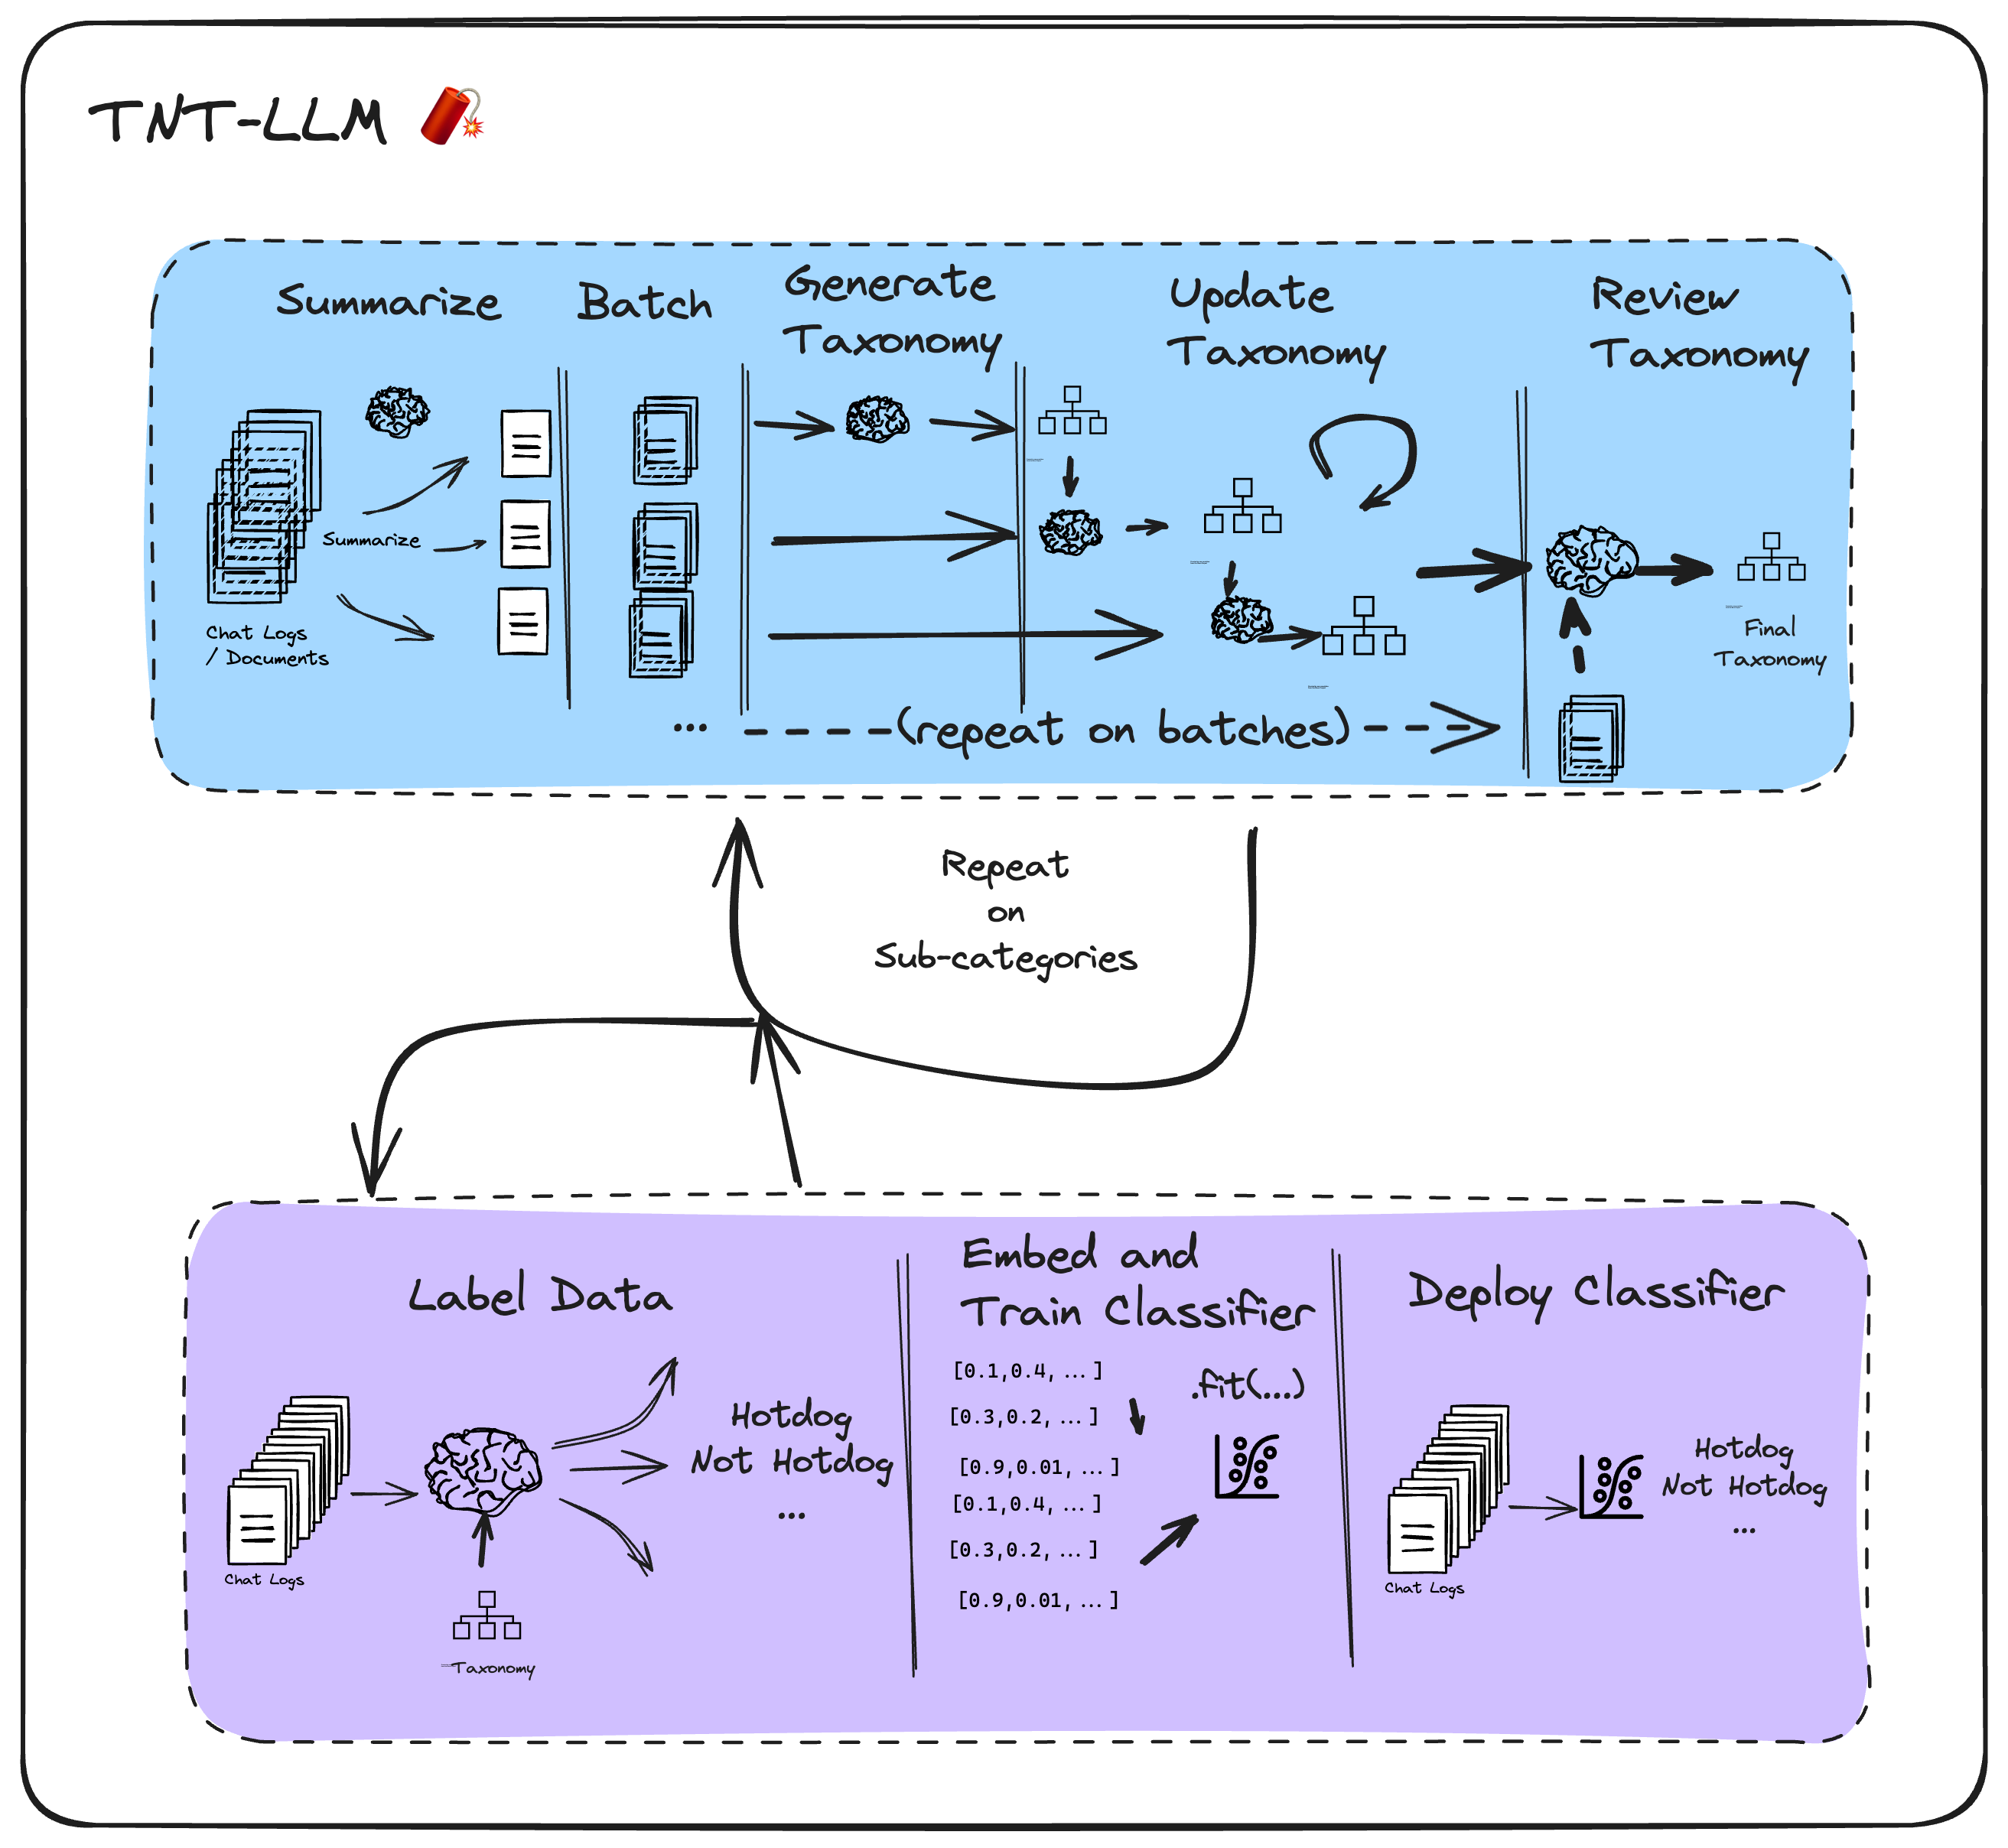 TNT-LLM
Summarize
Batch
Generate
Taxonomy
Update
Taxonomy
Review
Taxonomy
Summarize
Chat Logs
/ Documents
Final
Taxonomy
... (repeat on batches)
Repeat
on
Sub-categories
Label Data
Embed and
Train Classifier
Deploy Classifier
Hotdog
Not Hotdog
...
Chat Logs
Taxonomy
[0.1,0.4, ... ]
[0.3,0.2, ... ]
[0.9,0.01, ... ]
[0.1,0.4, ... ]
[0.3,0.2, ... ]
[0.9,0.01, ... ]
.fit(...)
Hotdog
Not Hotdog
...
Chat Logs